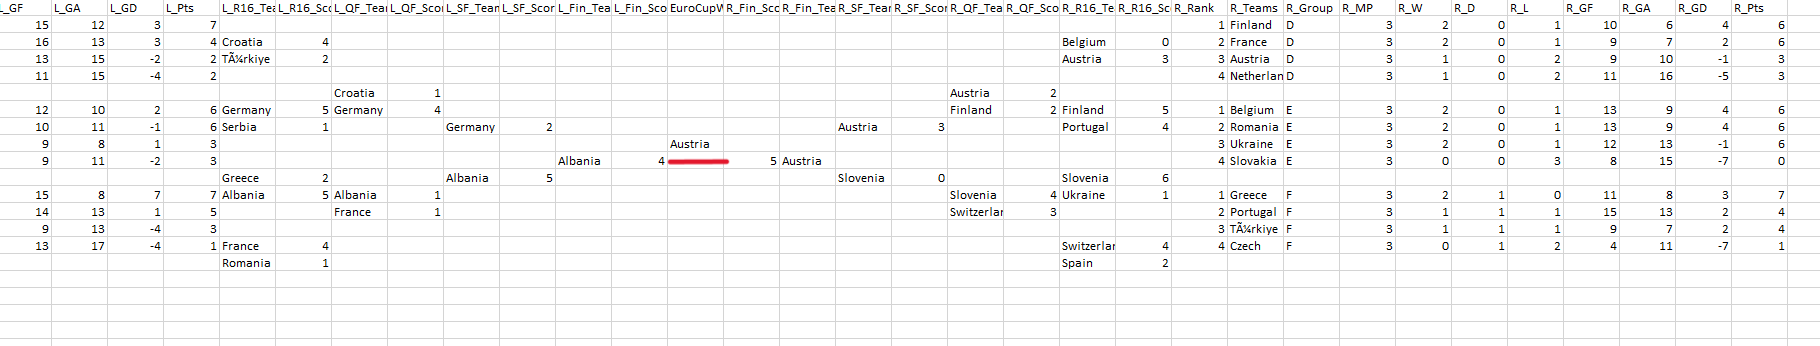 L_GF L_GA L_GD L_Pts L_R16_Tea L_R16_Sco L_QF_Team L_QF_Scor L_SF_Team L_SF_Scor L_Fin_Tea L_Fin_Sco EuroCupW R_Fin_Sco R_Fin_Tea R_SF_Team R_SF_Scor R_QF_Tea R_QF_Sco R_R16_Te R_R16_Sc R_Rank R_Teams R_Group R_MP R_W R_D R_L R_GF R_GA R_GD R_Pts
15 12 3 7 1 Finland D 3 2 0 1 10 6 4 6
16 13 3 4 Croatia 4 Belgium 0 2 France D 3 2 0 1 9 7 2 6
13 15 -2 2 TÃ¼rkiye 2 Austria 3 3 Austria D 3 1 0 2 9 10 -1 3
11 15 -4 2 4 Netherlan D 3 1 0 2 11 16 -5 3
Croatia 1 Austria 2
12 10 2 6 Germany 5 Germany 4 Finland 2 Finland 5 1 Belgium E 3 2 0 1 13 9 4 6
10 11 -1 6 Serbia 1 Germany 2 Austria 3 Portugal 4 2 Romania E 3 2 0 1 13 9 4 6
9 8 1 3 Austria 3 Ukraine E 3 2 0 1 12 13 -1 6
9 11 -2 3 Albania 4 5 Austria 4 Slovakia E 3 0 0 3 8 15 -7 0
Greece 2 Albania 5 Slovenia 0 Slovenia 6
15 8 7 7 Albania 5 Albania 1 Slovenia 4 Ukraine 1 1 Greece F 3 2 1 0 11 8 3 7
14 13 1 5 France 1 Switzerlar 3 2 Portugal F 3 1 1 1 15 13 2 4
9 13 -4 3 3 TÃ¼rkiye F 3 1 1 1 9 7 2 4
13 17 -4 1 France 4 Switzerlar 4 4 Czech F 3 0 1 2 4 11 -7 1
Romania 1 Spain 2